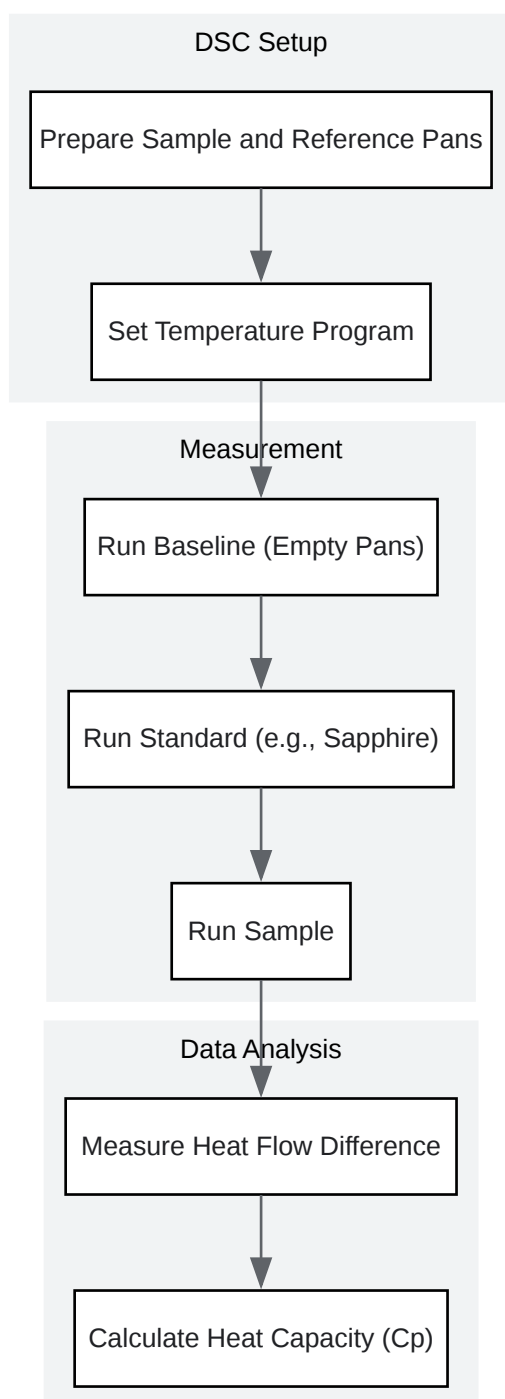 DSC Setup
Prepare Sample and Reference Pans
Set Temperature Program
Measurement
Run Baseline (Empty Pans)
Run Standard (e.g., Sapphire)
Run Sample
Data Analysis
Measure Heat Flow Difference
Calculate Heat Capacity (Cp)